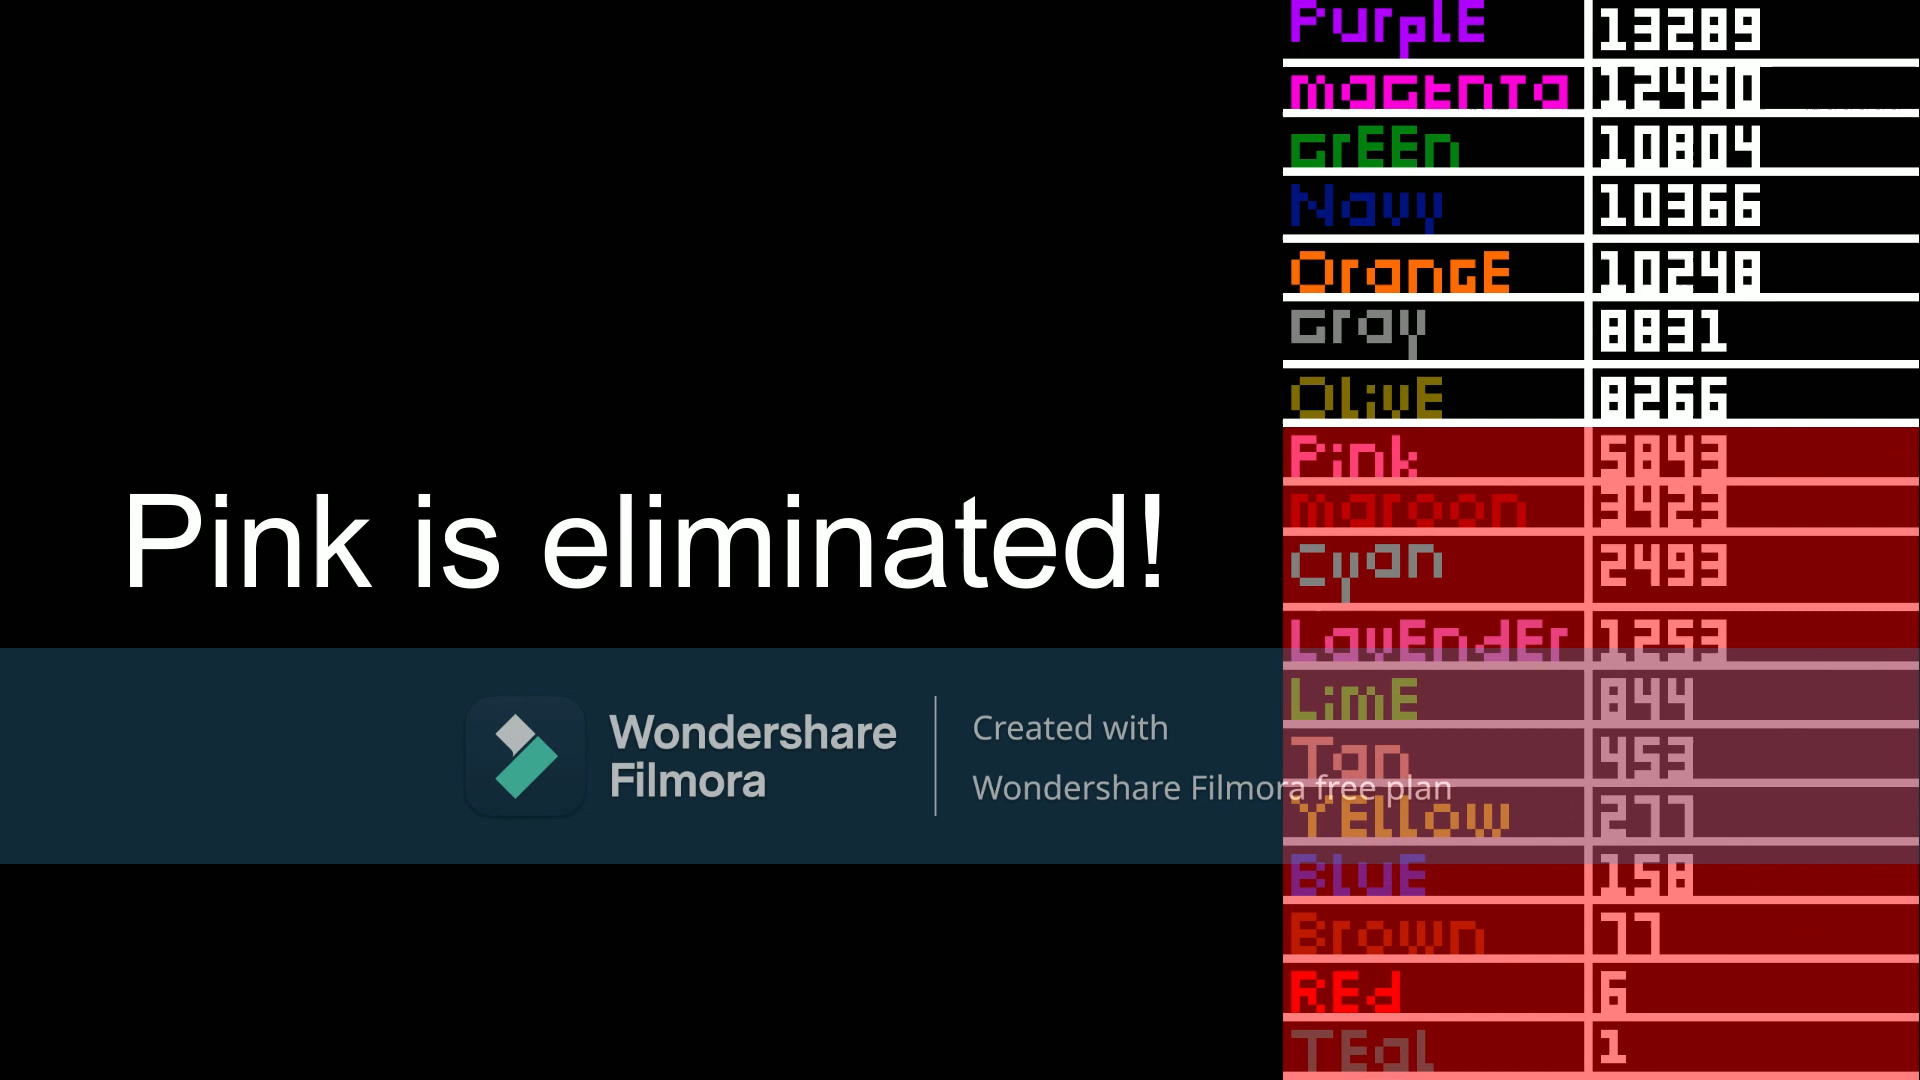 PurplE 13289
maGEnTa 12490
GrEEn 10804
Navy 10366
OranGE 10248
Gray 8831
OlivE 8266
Pink 5843
maroon 3423
Cyan 2493
LavEndEr 1253
LimE 844
Tan 453
YEllow 277
BluE 158
Brown 77
REd 6
TEal 1
Pink is eliminated!
Wondershare
Filmora
Created with
Wondershare Filmora free plan